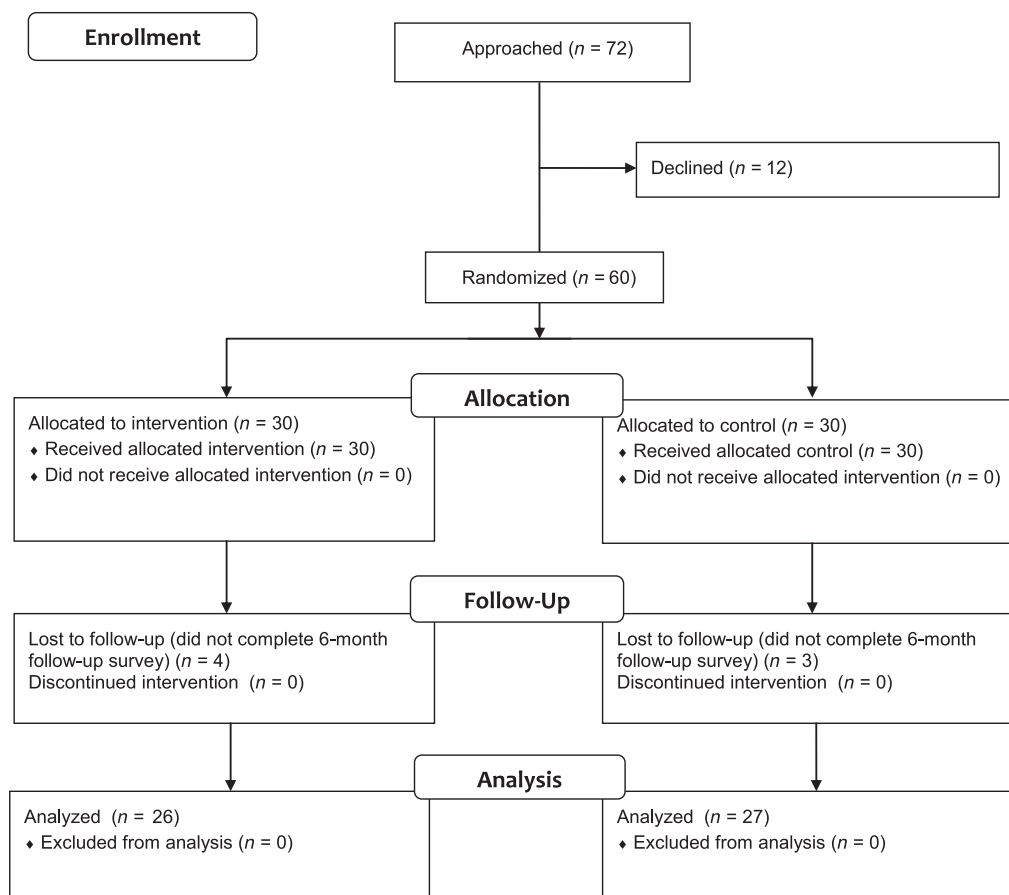 Enrollment
Approached (n = 72)
Declined (n = 12)
Randomized (n = 60)
Allocation
Allocated to intervention (n = 30)
♦ Received allocated intervention (n = 30)
♦ Did not receive allocated intervention (n = 0)
Allocated to control (n = 30)
♦ Received allocated control (n = 30)
♦ Did not receive allocated intervention (n = 0)
Follow-Up
Lost to follow-up (did not complete 6-month
follow-up survey) (n = 4)
Discontinued intervention (n = 0)
Lost to follow-up (did not complete 6-month
follow-up survey) (n = 3)
Discontinued intervention (n = 0)
Analysis
Analyzed (n = 26)
♦ Excluded from analysis (n = 0)
Analyzed (n = 27)
♦ Excluded from analysis (n = 0)